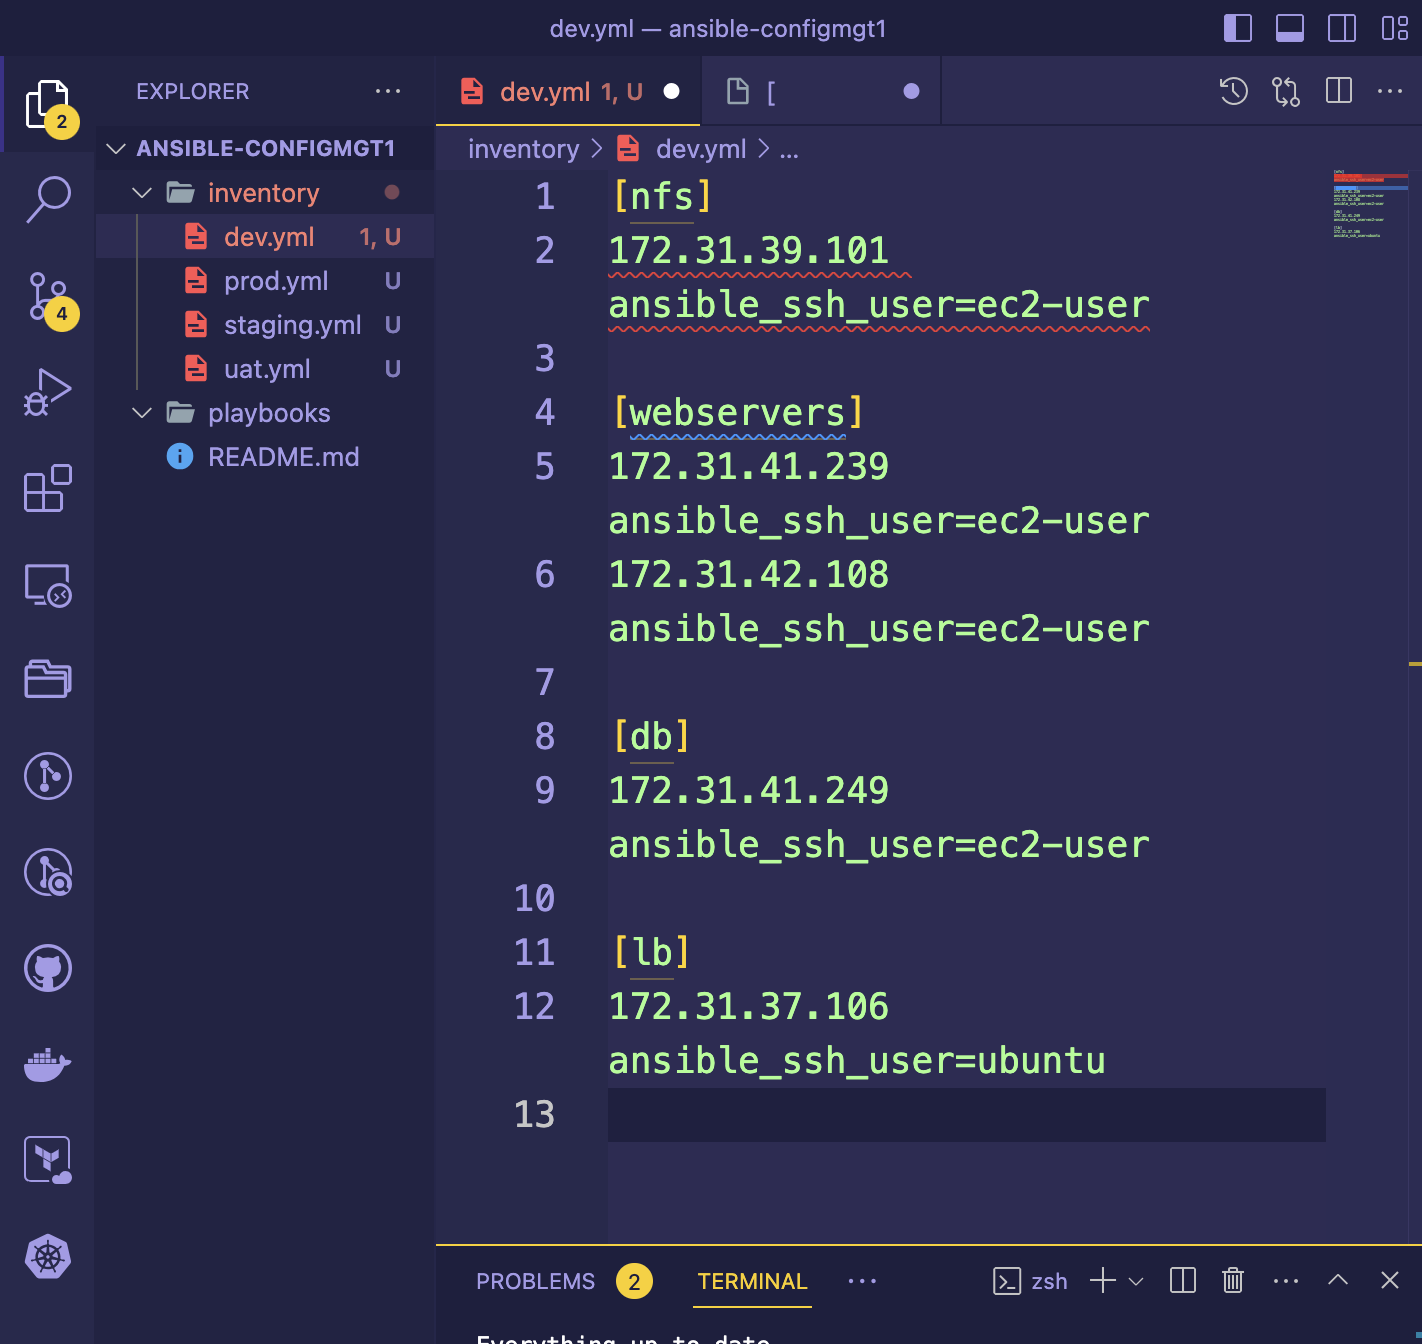 dev.yml — ansible-configmgt1
EXPLORER
dev.yml 1, U
[
2
ANSIBLE-CONFIGMGT1
inventory > dev.yml > ...
inventory
dev.yml 1, U
prod.yml U
staging.yml U
uat.yml U
playbooks
README.md
4
1 [nfs]
2 172.31.39.101
ansible_ssh_user=ec2-user
3
4 [webservers]
5 172.31.41.239
ansible_ssh_user=ec2-user
6 172.31.42.108
ansible_ssh_user=ec2-user
7
8 [db]
9 172.31.41.249
ansible_ssh_user=ec2-user
10
11 [lb]
12 172.31.37.106
ansible_ssh_user=ubuntu
13
PROBLEMS 2 TERMINAL ... zsh
Everything up-to-date